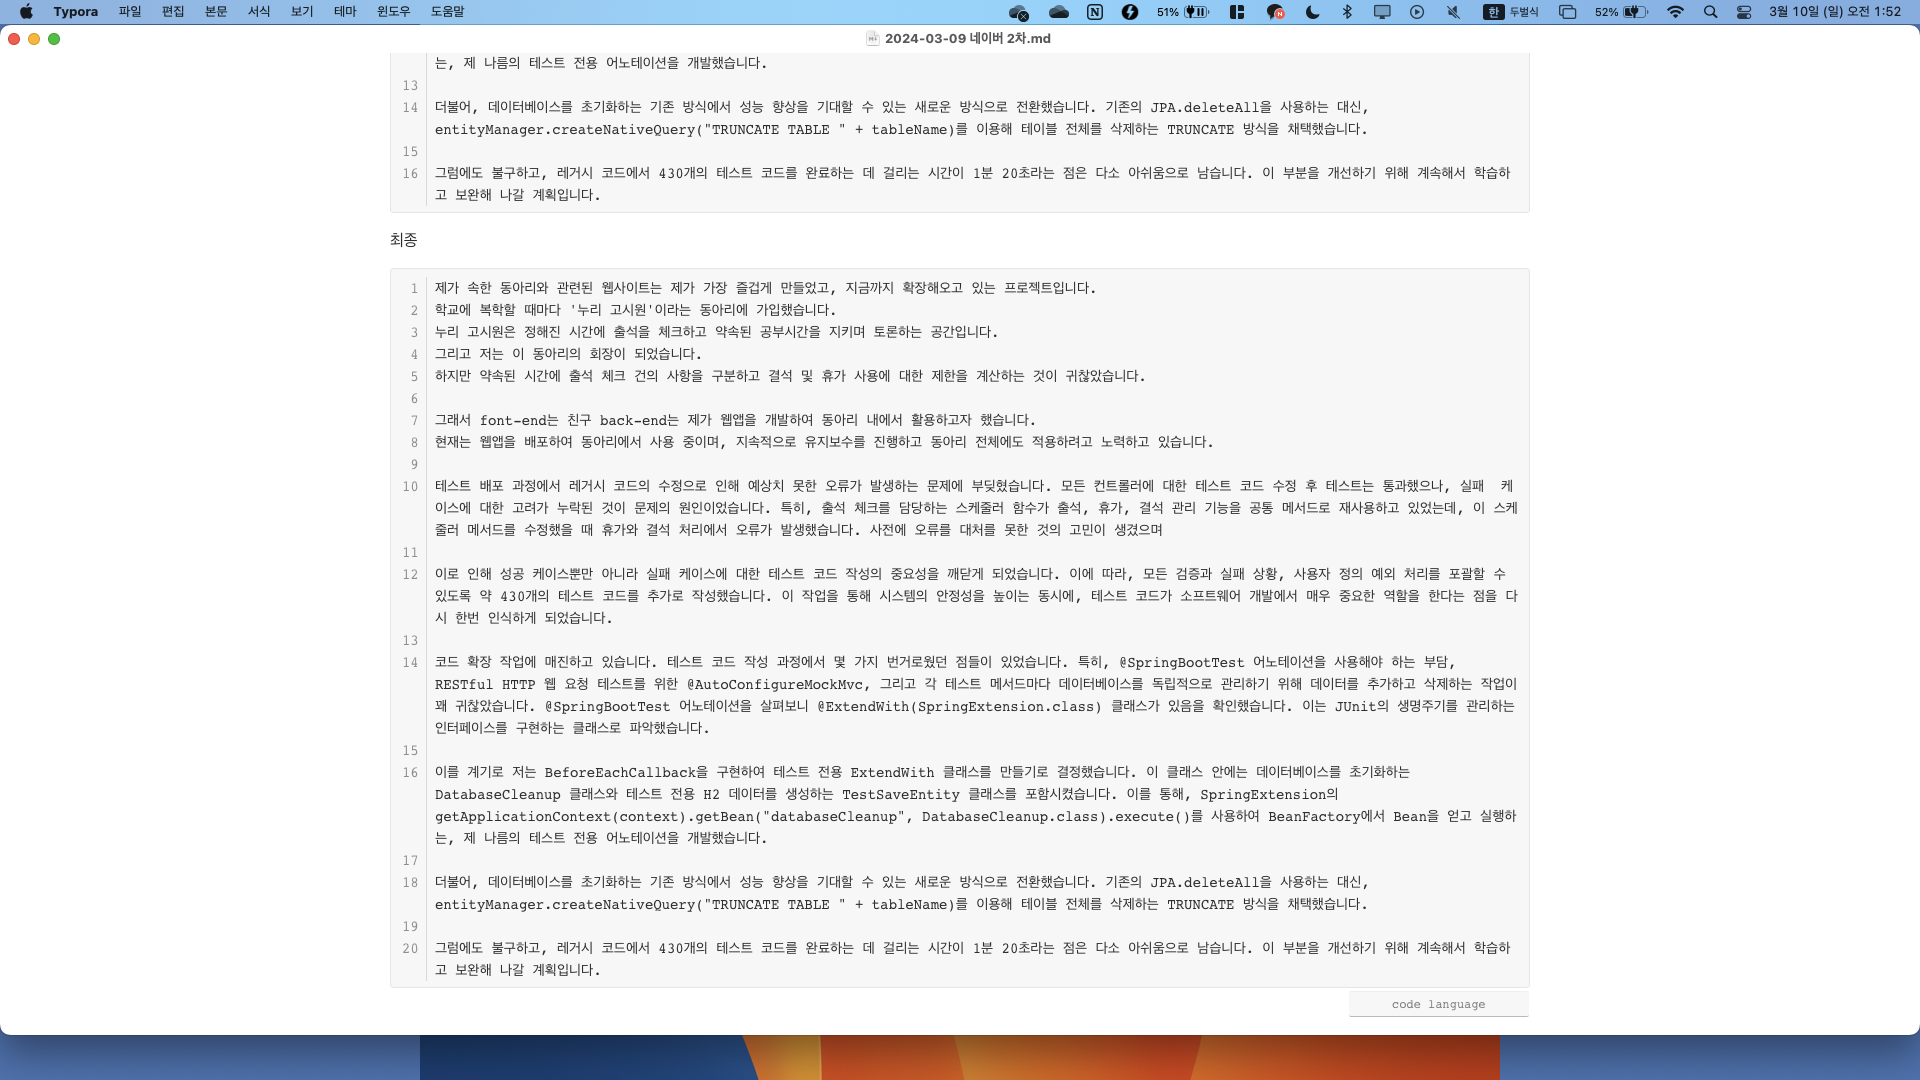 Typora 파일 편집 본문 서식 보기 테마 윈도우 도움말 51% 한 두벌식 52% 3월 10일 (일) 오전 1:52
2024-03-09 네이버 2차.md
는, 제 나름의 테스트 전용 어노테이션을 개발했습니다.
13
14 더불어, 데이터베이스를 초기화하는 기존 방식에서 성능 향상을 기대할 수 있는 새로운 방식으로 전환했습니다. 기존의 JPA.deleteAll을 사용하는 대신,
entityManager.createNativeQuery("TRUNCATE TABLE " + tableName)를 이용해 테이블 전체를 삭제하는 TRUNCATE 방식을 채택했습니다.
15
16 그럼에도 불구하고, 레거시 코드에서 430개의 테스트 코드를 완료하는 데 걸리는 시간이 1분 20초라는 점은 다소 아쉬움으로 남습니다. 이 부분을 개선하기 위해 계속해서 학습하
고 보완해 나갈 계획입니다.
최종
1 제가 속한 동아리와 관련된 웹사이트는 제가 가장 즐겁게 만들었고, 지금까지 확장해오고 있는 프로젝트입니다.
2 학교에 복학할 때마다 '누리 고시원'이라는 동아리에 가입했습니다.
3 누리 고시원은 정해진 시간에 출석을 체크하고 약속된 공부시간을 지키며 토론하는 공간입니다.
4 그리고 저는 이 동아리의 회장이 되었습니다.
5 하지만 약속된 시간에 출석 체크 건의 사항을 구분하고 결석 및 휴가 사용에 대한 제한을 계산하는 것이 귀찮았습니다.
6
7 그래서 font-end는 친구 back-end는 제가 웹앱을 개발하여 동아리 내에서 활용하고자 했습니다.
8 현재는 웹앱을 배포하여 동아리에서 사용 중이며, 지속적으로 유지보수를 진행하고 동아리 전체에도 적용하려고 노력하고 있습니다.
9
10 테스트 배포 과정에서 레거시 코드의 수정으로 인해 예상치 못한 오류가 발생하는 문제에 부딪혔습니다. 모든 컨트롤러에 대한 테스트 코드 수정 후 테스트는 통과했으나, 실패 케
이스에 대한 고려가 누락된 것이 문제의 원인이었습니다. 특히, 출석 체크를 담당하는 스케줄러 함수가 출석, 휴가, 결석 관리 기능을 공통 메서드로 재사용하고 있었는데, 이 스케
줄러 메서드를 수정했을 때 휴가와 결석 처리에서 오류가 발생했습니다. 사전에 오류를 대처를 못한 것의 고민이 생겼으며
11
12 이로 인해 성공 케이스뿐만 아니라 실패 케이스에 대한 테스트 코드 작성의 중요성을 깨닫게 되었습니다. 이에 따라, 모든 검증과 실패 상황, 사용자 정의 예외 처리를 포괄할 수
있도록 약 430개의 테스트 코드를 추가로 작성했습니다. 이 작업을 통해 시스템의 안정성을 높이는 동시에, 테스트 코드가 소프트웨어 개발에서 매우 중요한 역할을 한다는 점을 다
시 한번 인식하게 되었습니다.
13
14 코드 확장 작업에 매진하고 있습니다. 테스트 코드 작성 과정에서 몇 가지 번거로웠던 점들이 있었습니다. 특히, @SpringBootTest 어노테이션을 사용해야 하는 부담,
RESTful HTTP 웹 요청 테스트를 위한 @AutoConfigureMockMvc, 그리고 각 테스트 메서드마다 데이터베이스를 독립적으로 관리하기 위해 데이터를 추가하고 삭제하는 작업이
꽤 귀찮았습니다. @SpringBootTest 어노테이션을 살펴보니 @ExtendWith(SpringExtension.class) 클래스가 있음을 확인했습니다. 이는 JUnit의 생명주기를 관리하는
인터페이스를 구현하는 클래스로 파악했습니다.
15
16 이를 계기로 저는 BeforeEachCallback을 구현하여 테스트 전용 ExtendWith 클래스를 만들기로 결정했습니다. 이 클래스 안에는 데이터베이스를 초기화하는
DatabaseCleanup 클래스와 테스트 전용 H2 데이터를 생성하는 TestSaveEntity 클래스를 포함시켰습니다. 이를 통해, SpringExtension의
getApplicationContext(context).getBean("databaseCleanup", DatabaseCleanup.class).execute()를 사용하여 BeanFactory에서 Bean을 얻고 실행하
는, 제 나름의 테스트 전용 어노테이션을 개발했습니다.
17
18 더불어, 데이터베이스를 초기화하는 기존 방식에서 성능 향상을 기대할 수 있는 새로운 방식으로 전환했습니다. 기존의 JPA.deleteAll을 사용하는 대신,
entityManager.createNativeQuery("TRUNCATE TABLE " + tableName)를 이용해 테이블 전체를 삭제하는 TRUNCATE 방식을 채택했습니다.
19
20 그럼에도 불구하고, 레거시 코드에서 430개의 테스트 코드를 완료하는 데 걸리는 시간이 1분 20초라는 점은 다소 아쉬움으로 남습니다. 이 부분을 개선하기 위해 계속해서 학습하
고 보완해 나갈 계획입니다.
code language